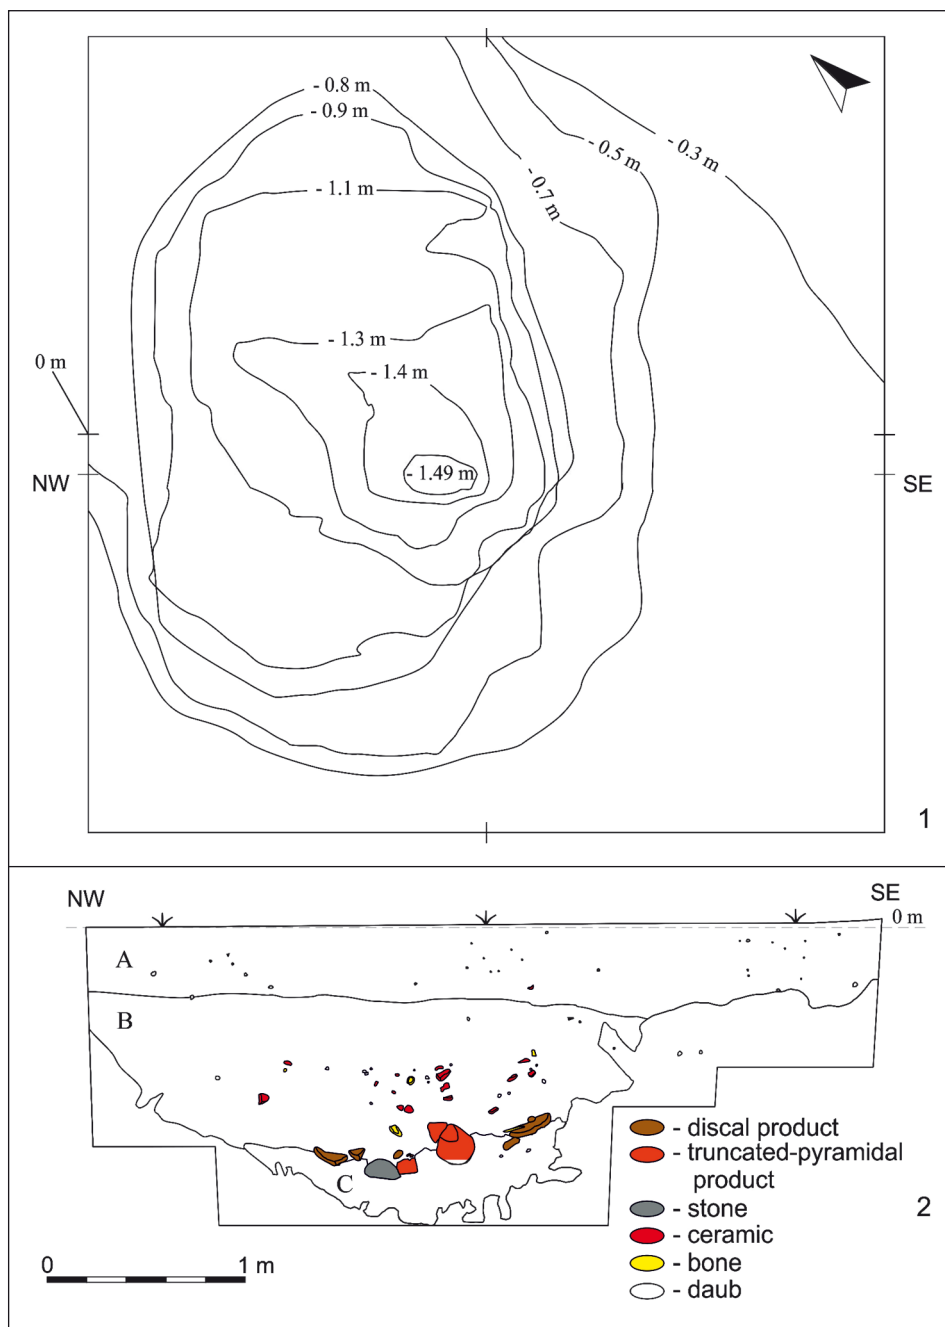 - 0.8 m
- 0.9 m
- 1.1 m
- 0.3 m
- 0.5 m
- 0.7 m
- 1.3 m
- 1.4 m
- 1.49 m
0 m
NW
SE
1
NW
SE
0 m
A
B
C
- discal product
- truncated-pyramidal
product
- stone
- ceramic
- bone
- daub
2
0
1 m